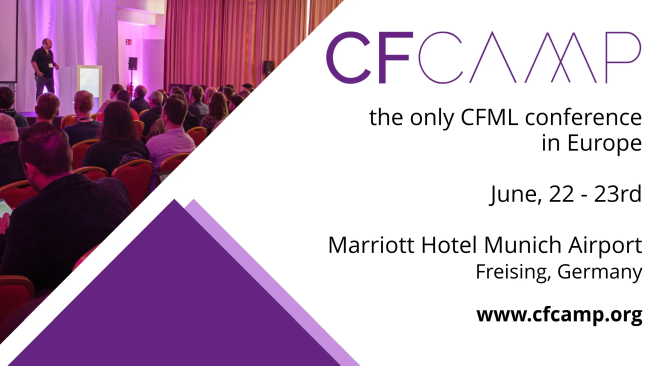 CFCAMP
the only CFML conference
in Europe
June, 22 - 23rd
Marriott Hotel Munich Airport
Freising, Germany
www.cfcamp.org